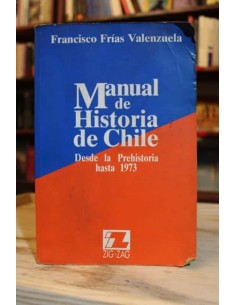 Francisco Frías Valenzuela
Manual
de
Historia
de Chile
Desde la Prehistoria
hasta 1973
ZIG-ZAG